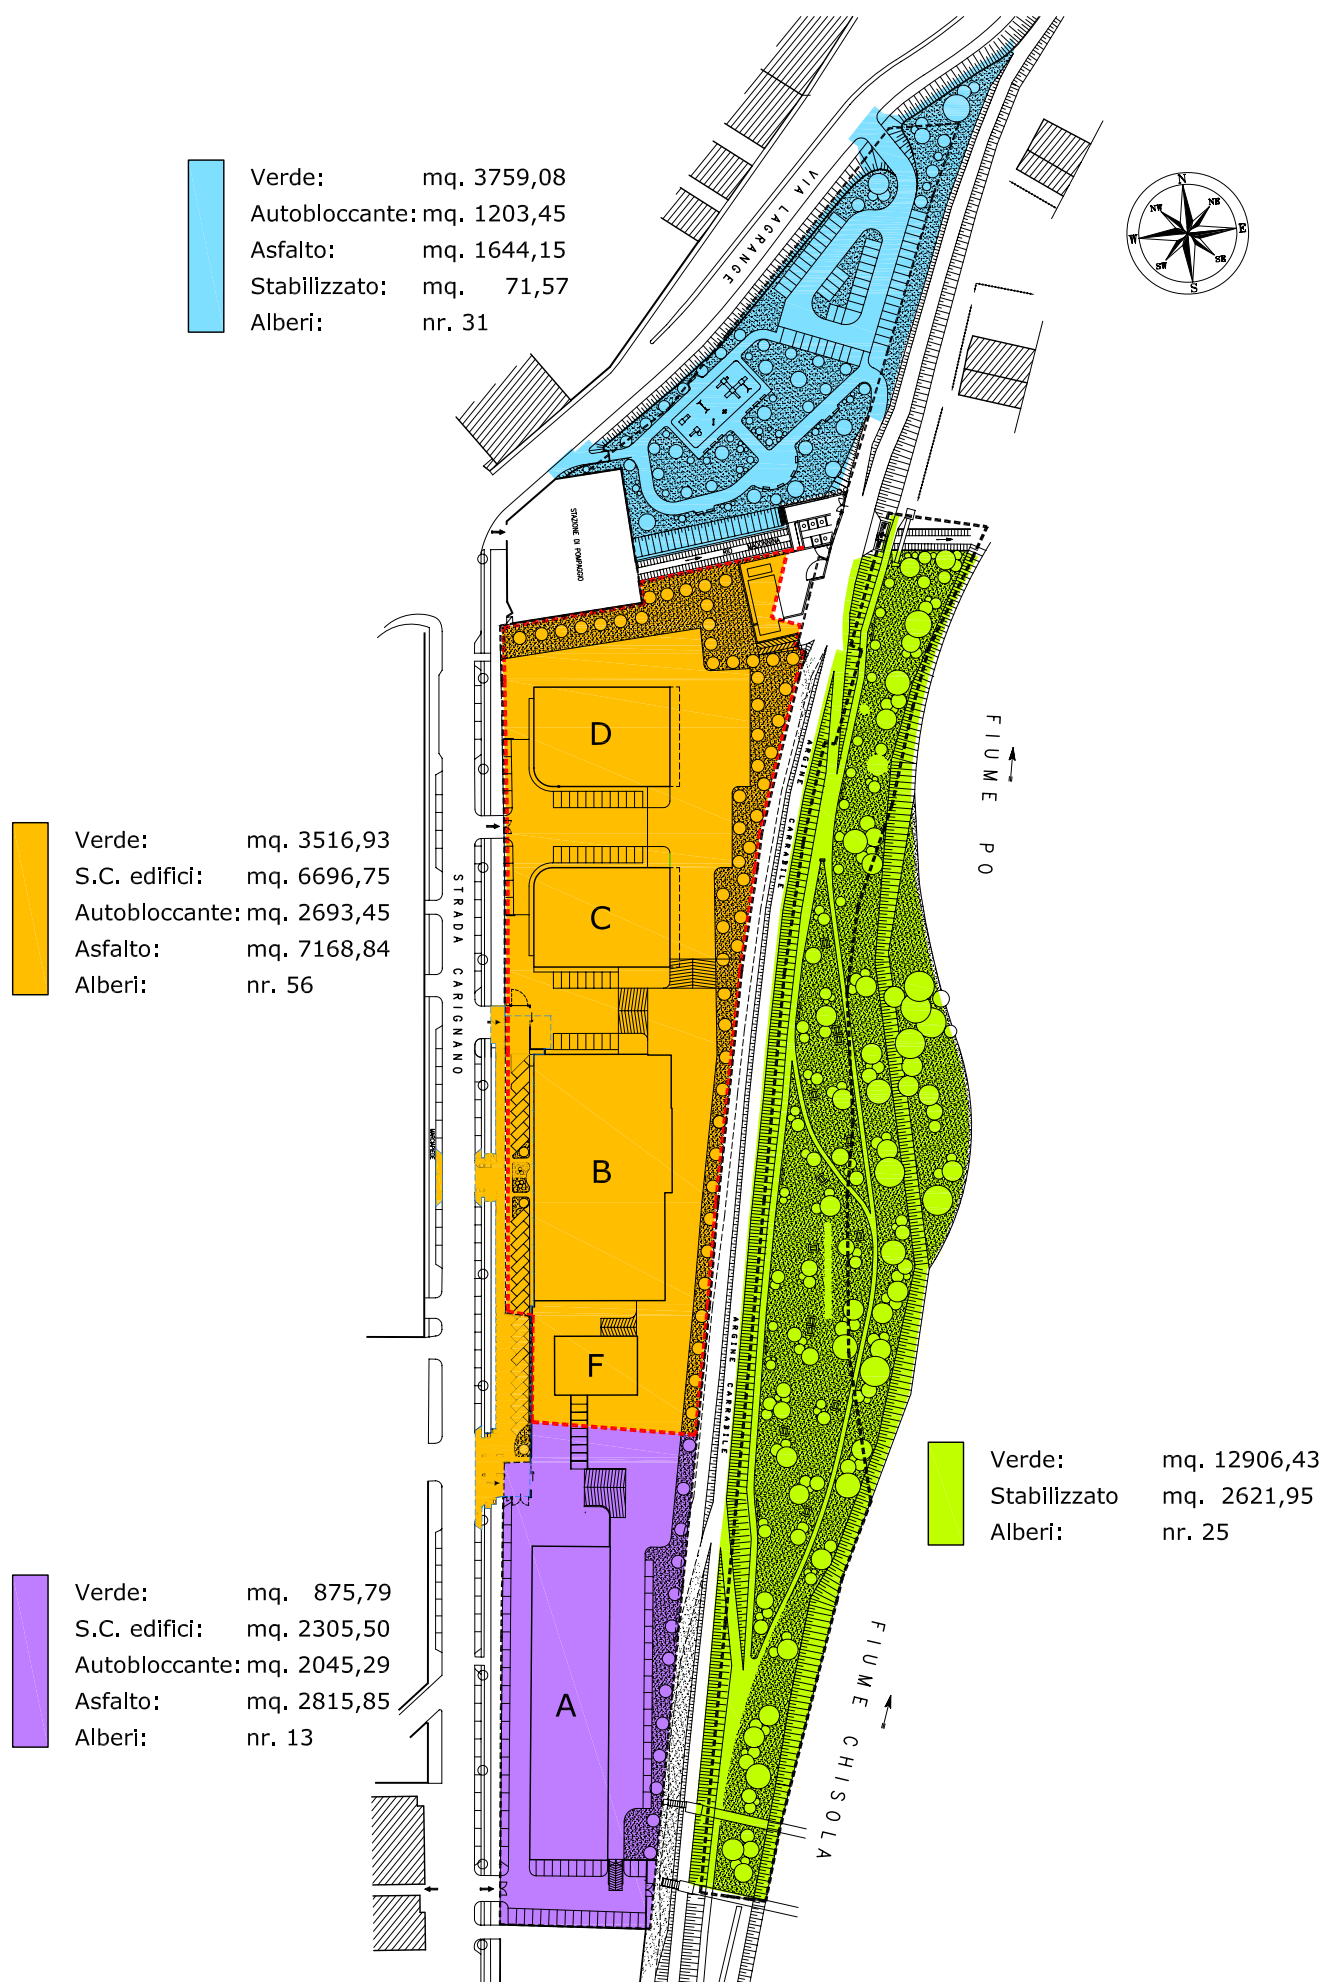 Verde: mq. 3759,08
Autobloccante: mq. 1203,45
Asfalto: mq. 1644,15
Stabilizzato: mq. 71,57
Alberi: nr. 31
VIA LAGRANGE
N
NE
E
SE
S
SW
W
NW
STAZIONE DI POMPAGGIO
D
FIUME PO
ARGINE CARRABILE
Verde: mq. 3516,93
S.C. edifici: mq. 6696,75
Autobloccante: mq. 2693,45
Asfalto: mq. 7168,84
Alberi: nr. 56
STRADA CARIGNANO
C
B
MARCIAPIEDE
F
ARGINE CARRABILE
Verde: mq. 12906,43
Stabilizzato mq. 2621,95
Alberi: nr. 25
Verde: mq. 875,79
S.C. edifici: mq. 2305,50
Autobloccante: mq. 2045,29
Asfalto: mq. 2815,85
Alberi: nr. 13
A
FIUME CHISOLA